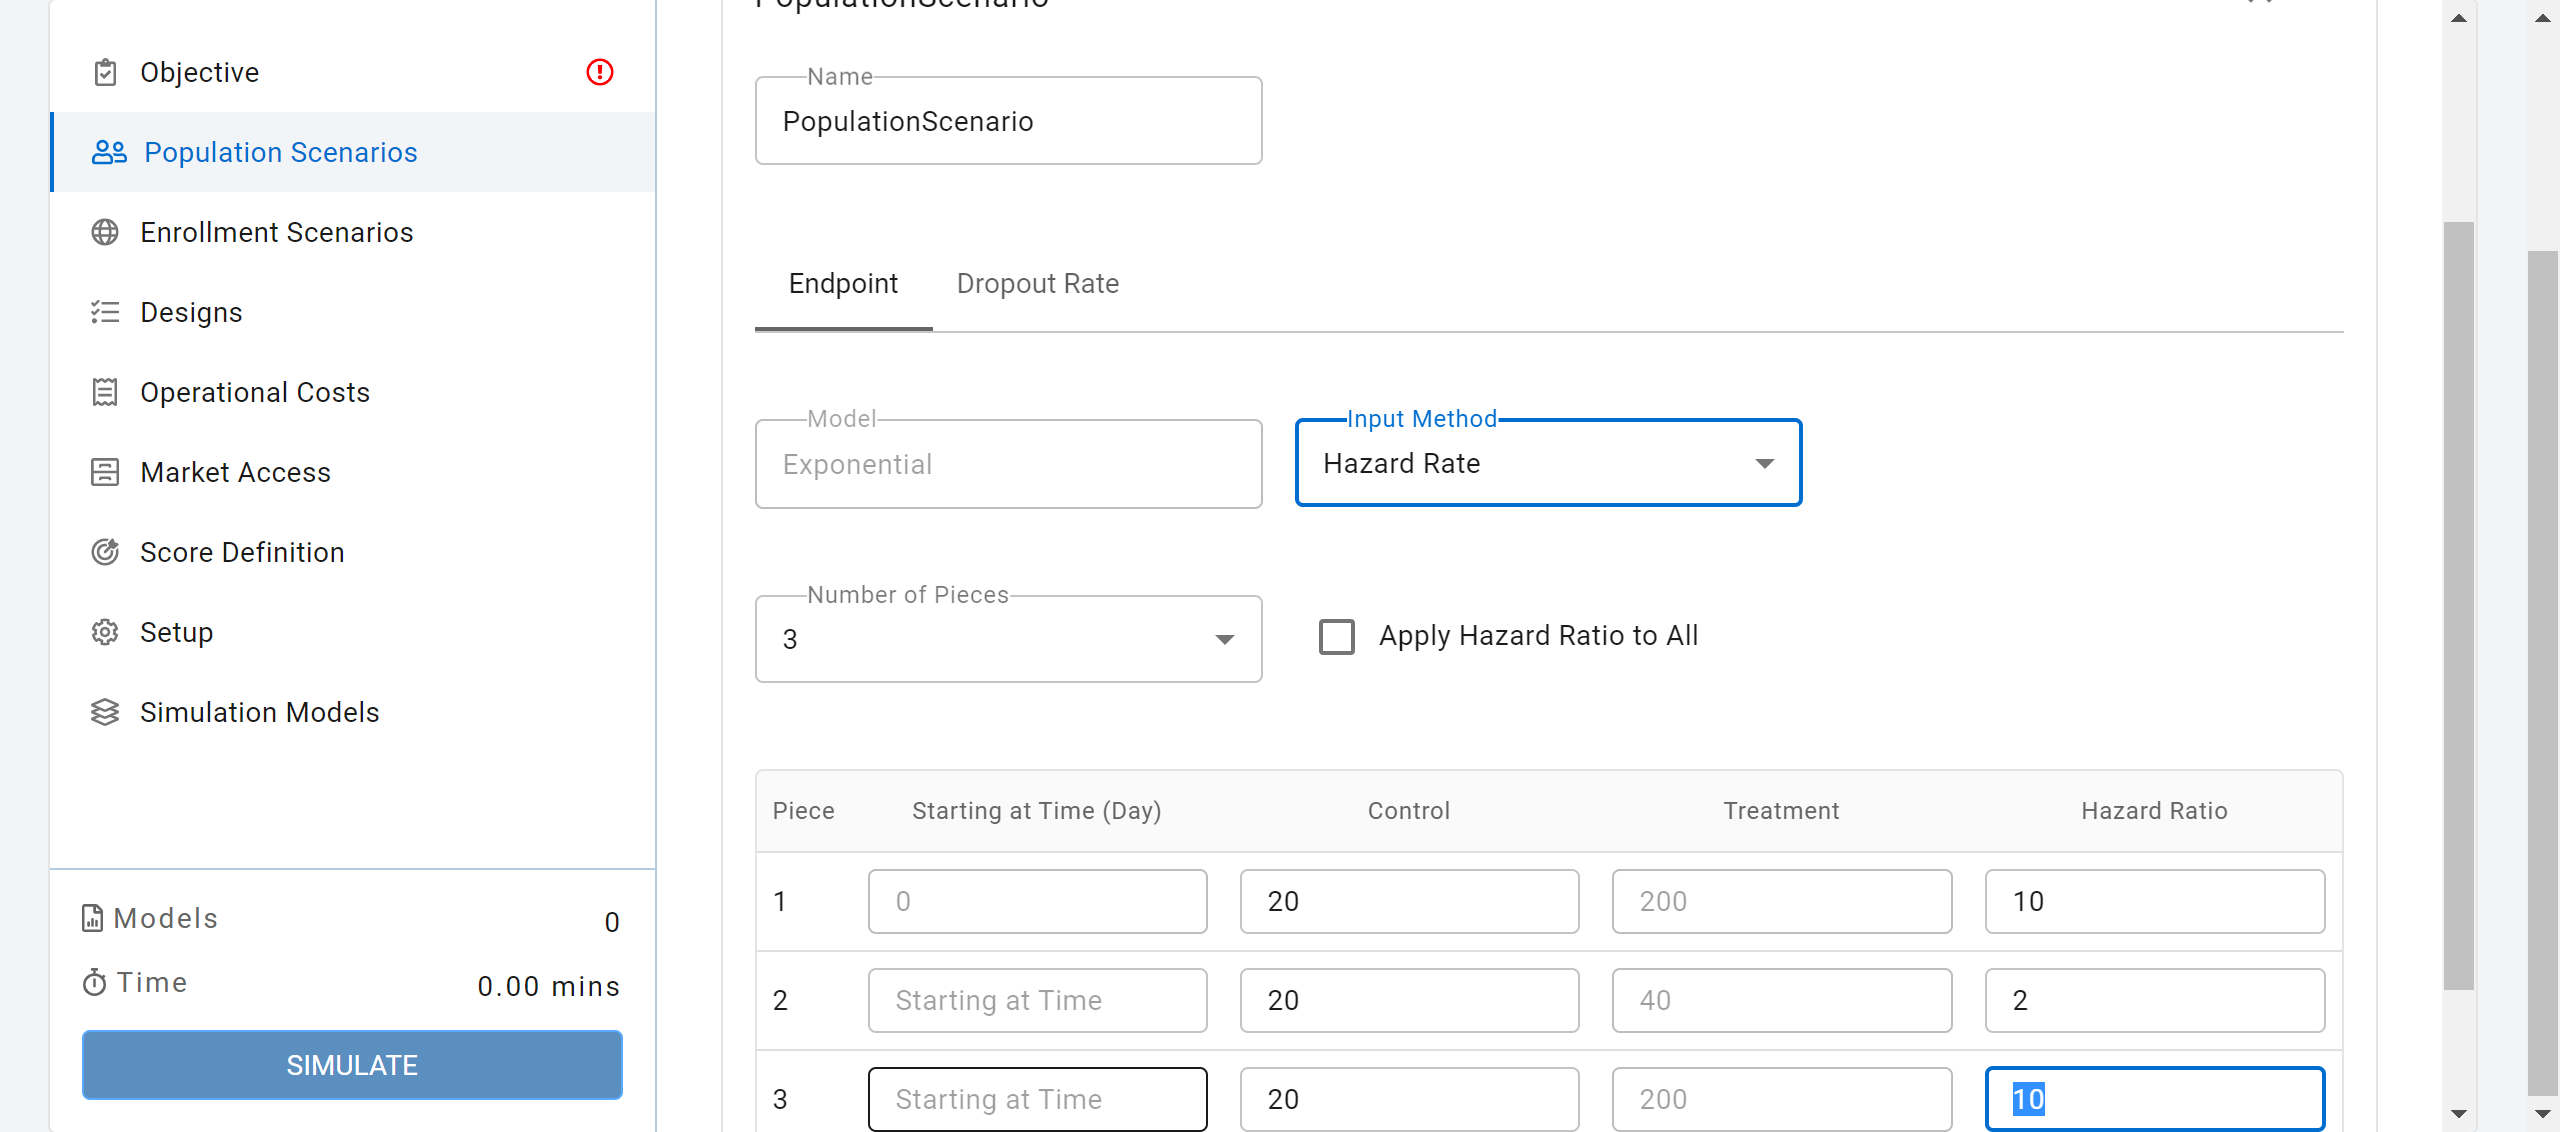 PopulationScenario
Objective
Population Scenarios
Enrollment Scenarios
Designs
Operational Costs
Market Access
Score Definition
Setup
Simulation Models
Models 0
Time 0.00 mins
SIMULATE
Name
PopulationScenario
Endpoint Dropout Rate
Model
Exponential
Input Method
Hazard Rate
Number of Pieces
3
Apply Hazard Ratio to All
Piece Starting at Time (Day) Control Treatment Hazard Ratio
1 0 20 200 10
2 Starting at Time 20 40 2
3 Starting at Time 20 200 10